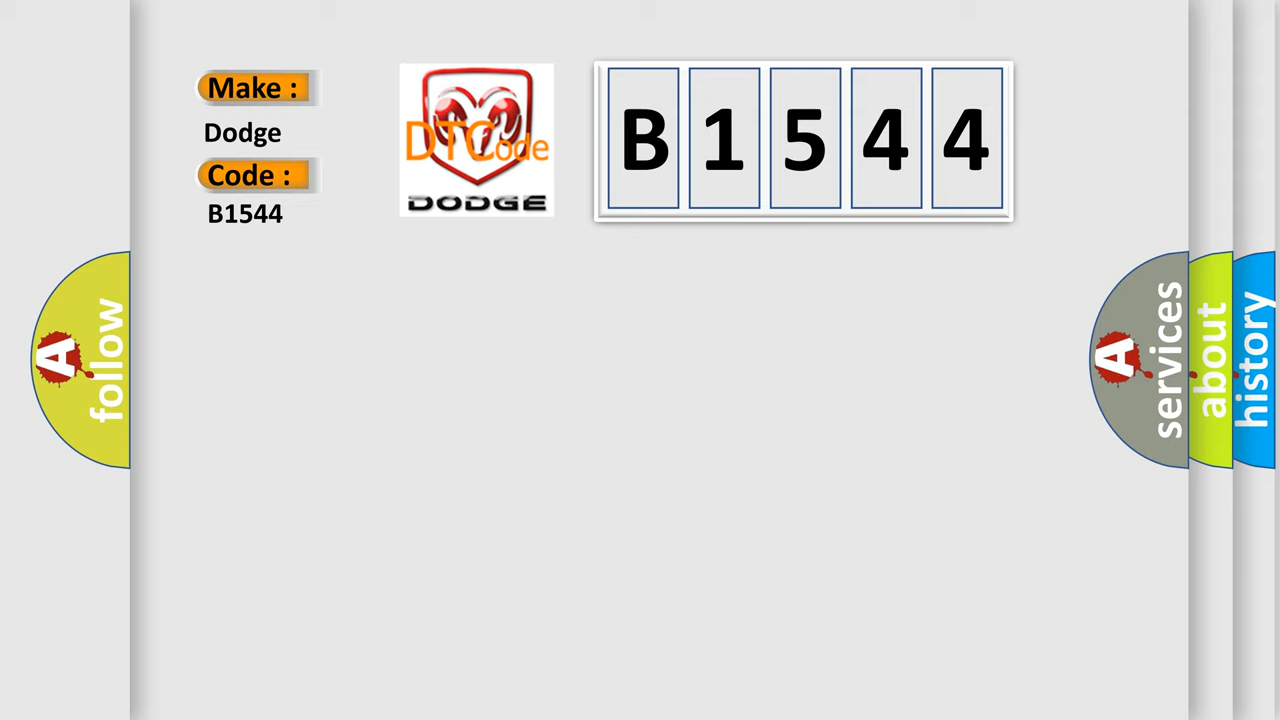 Make :
Dodge
Code :
B1544
DTCode
DODGE
B 1 5 4 4
A follow
A services
about
history